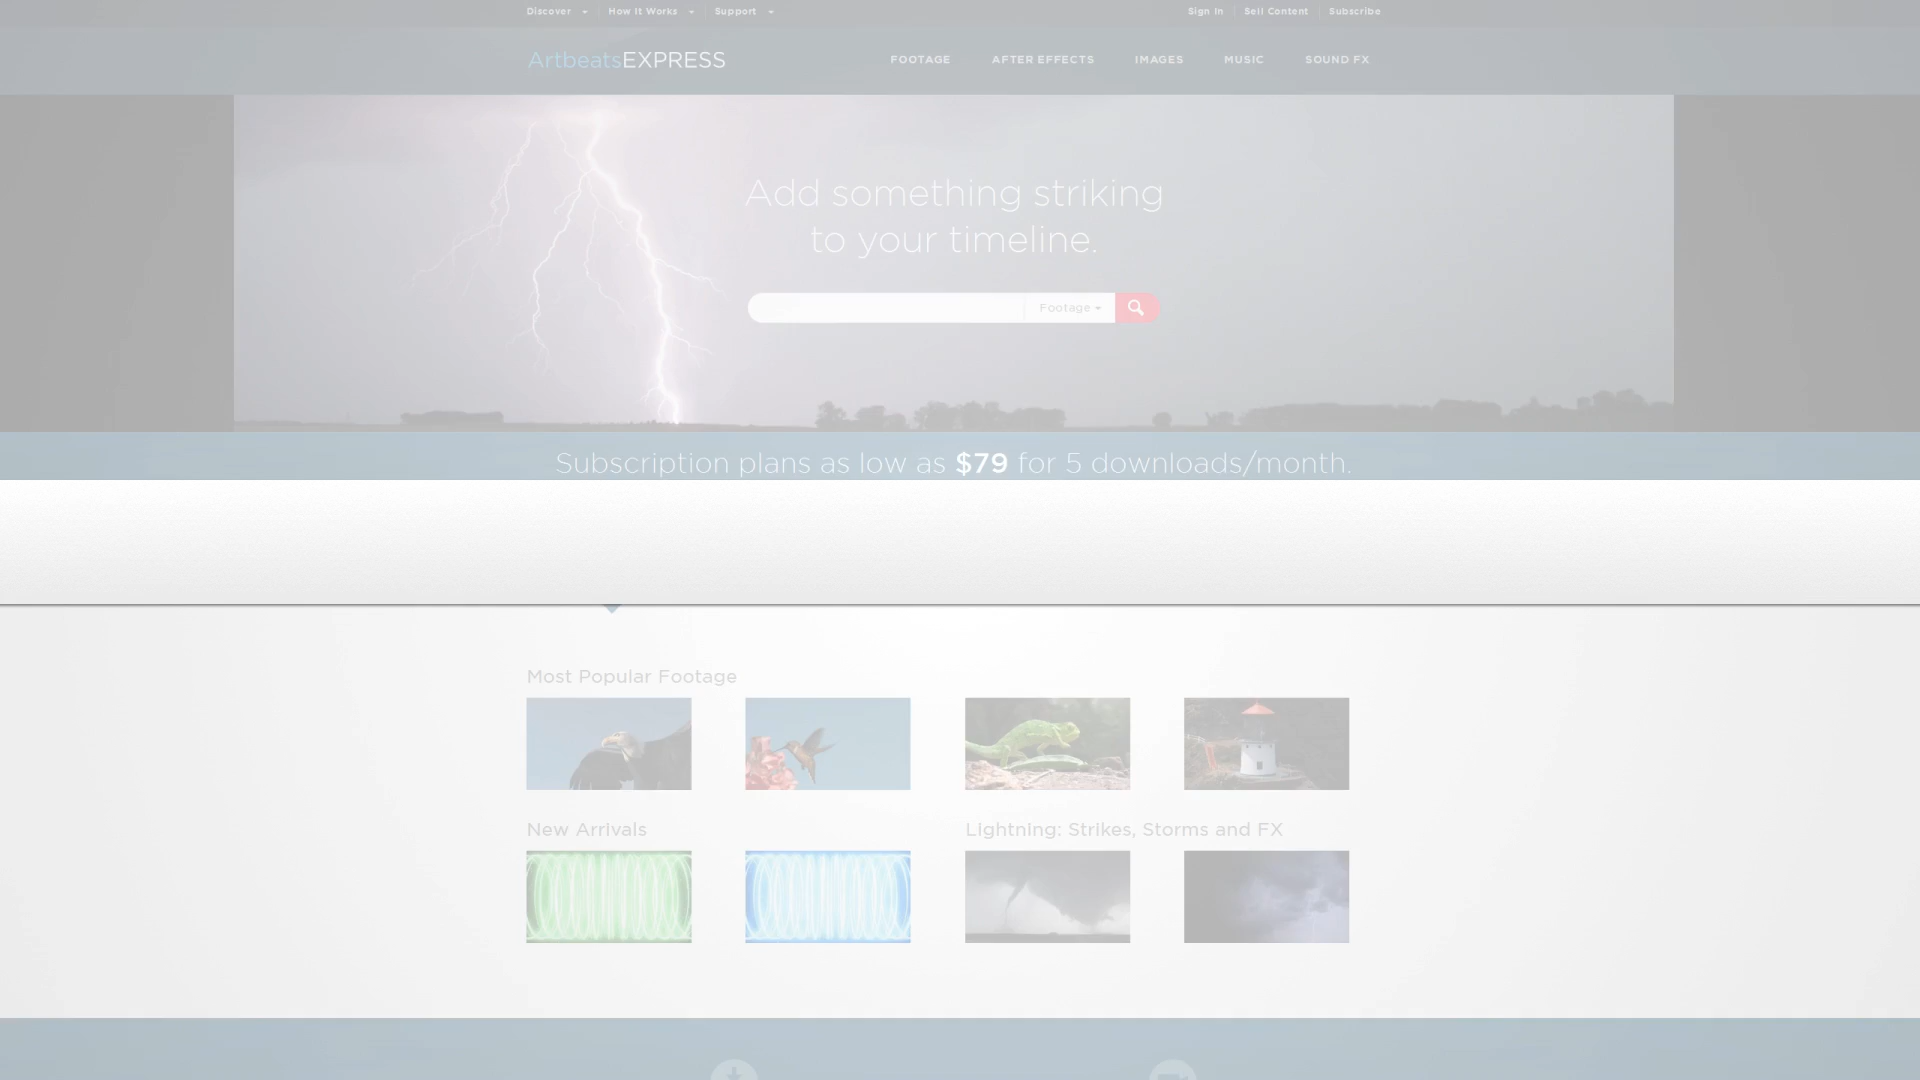 Discover How It Works Support Sign In Sell Content Subscribe
ArtbeatsEXPRESS FOOTAGE AFTER EFFECTS IMAGES MUSIC SOUND FX
Add something striking
to your timeline.
Footage
Subscription plans as low as $79 for 5 downloads/month.
Most Popular Footage
New Arrivals Lightning: Strikes, Storms and FX